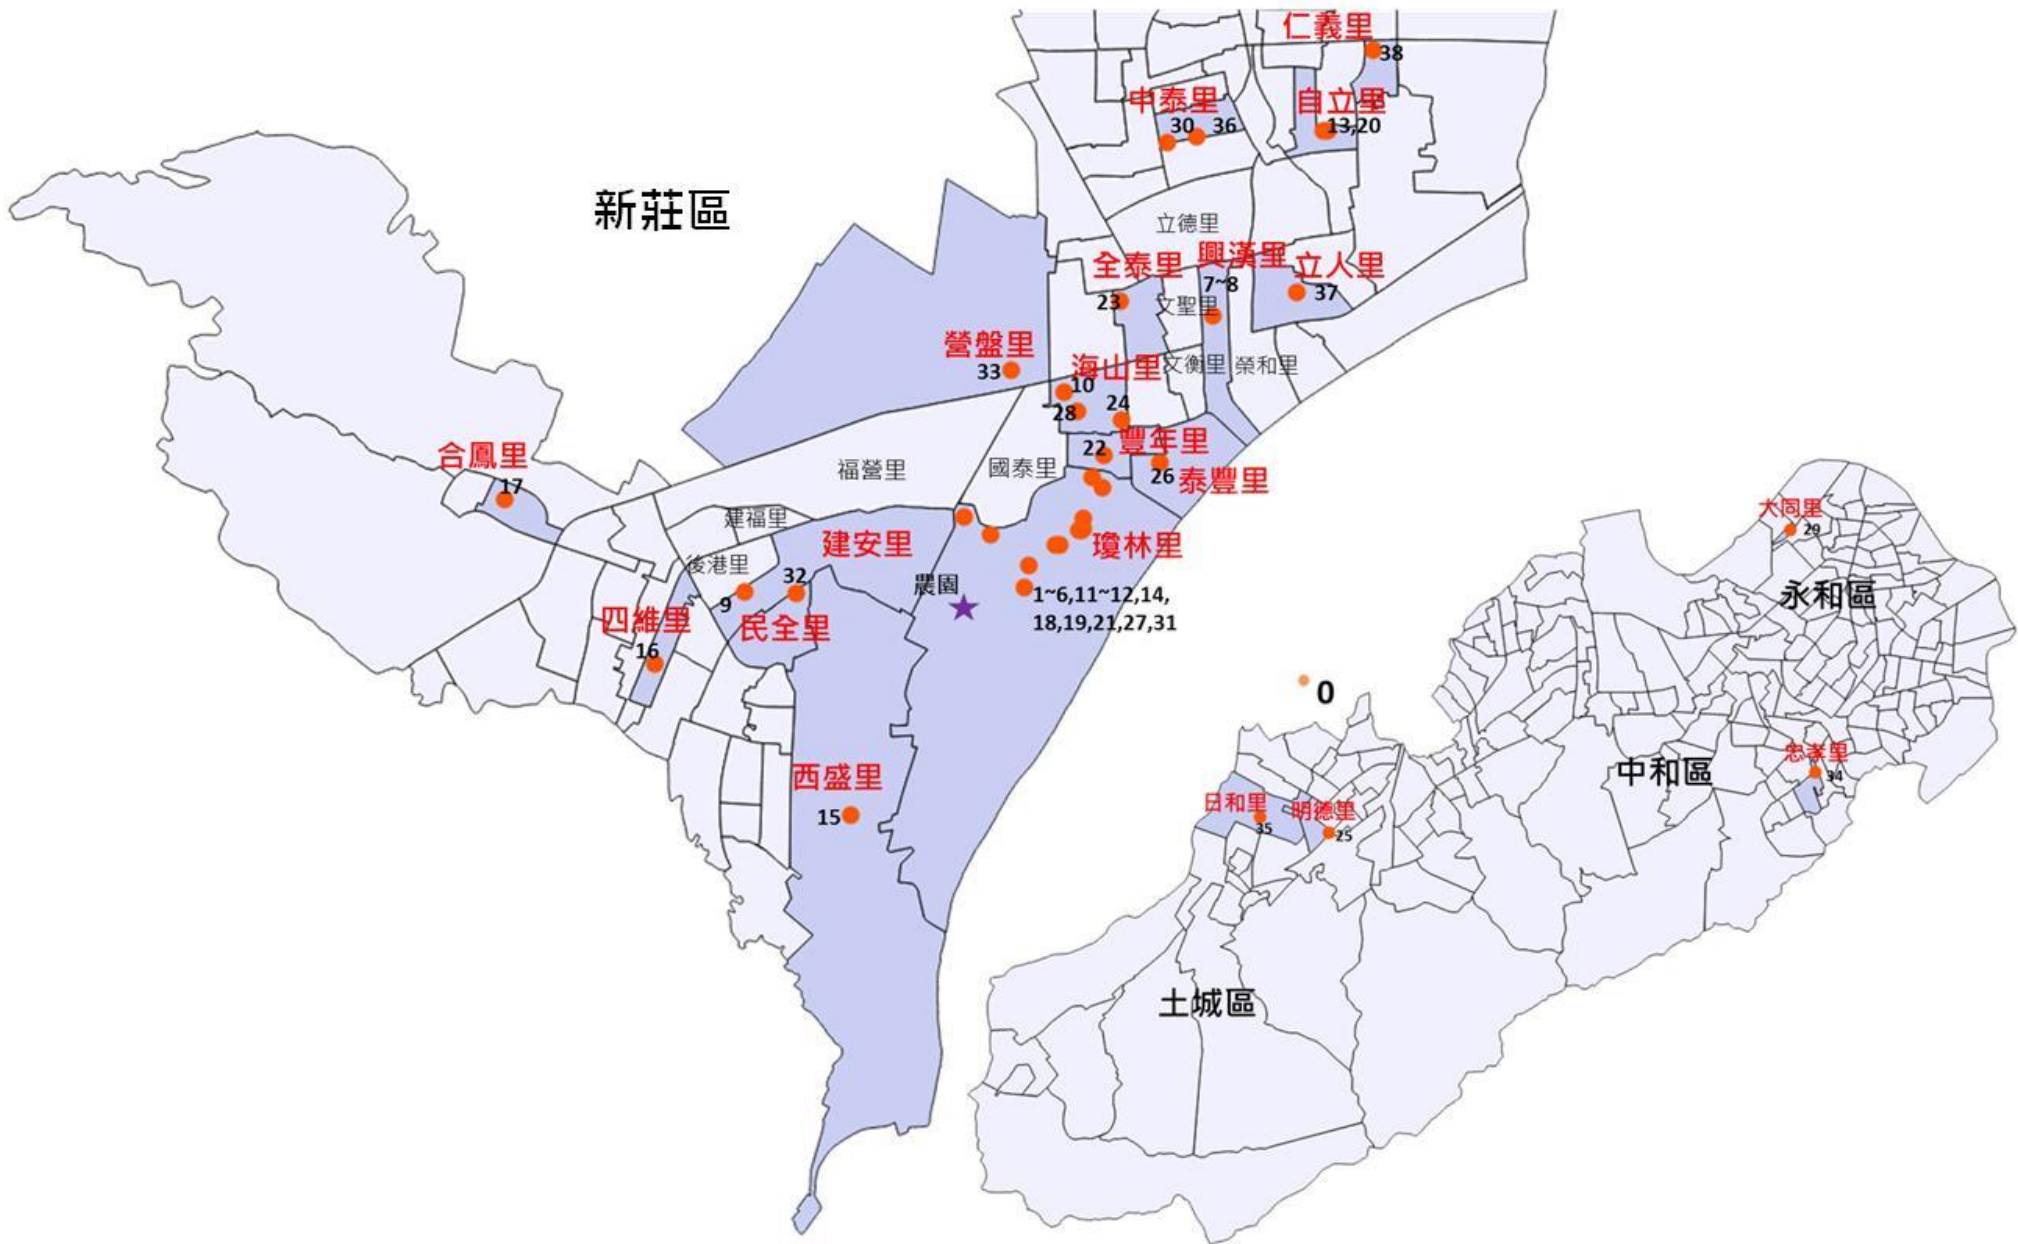 仁義里
38
中泰里
自立里
30
36
13,20
新莊區
立德里
全泰里
興漢里
立人里
7~8
37
23
文聖里
營盤里
33
海山里
文衡里
榮和里
10
28
24
合鳳里
17
福營里
國泰里
22
豐年里
26
泰豐里
建福里
建安里
瓊林里
後港里
32
農園
9
1~6,11~12,14,
18,19,21,27,31
四維里
民全里
16
西盛里
15
大同里
29
永和區
0
中和區
忠孝里
34
日和里
35
明德里
25
土城區